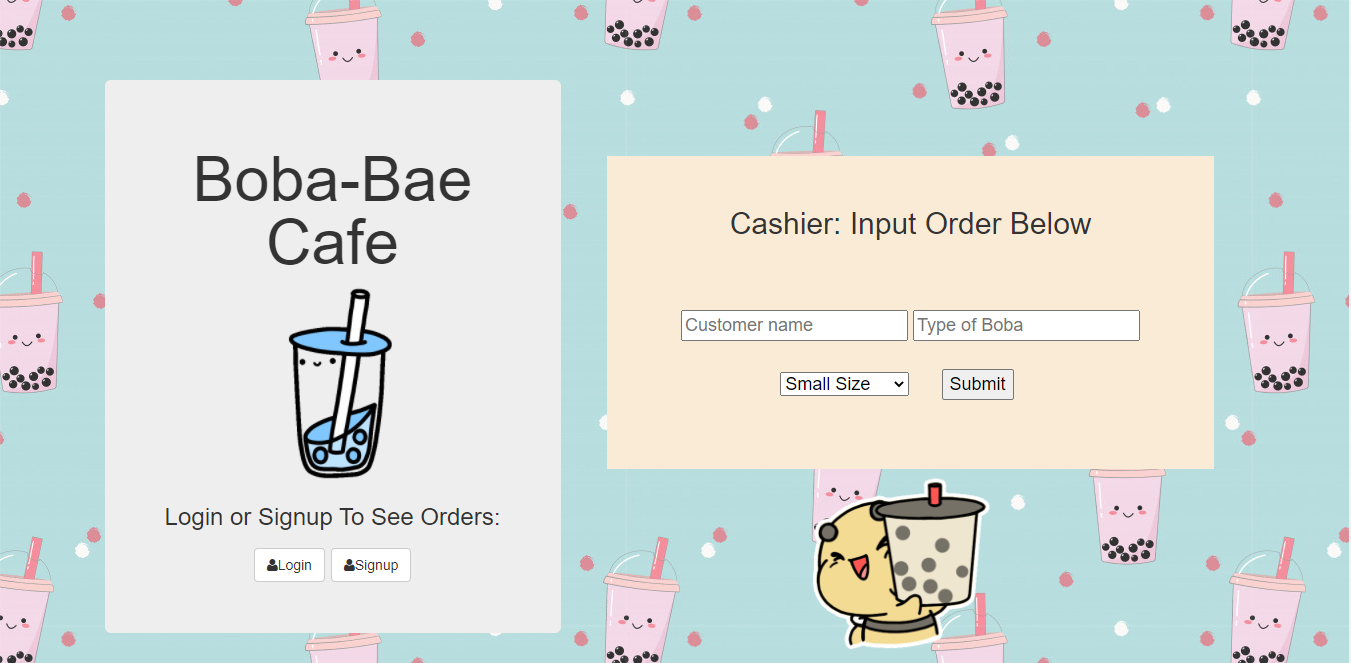 Boba-Bae
Cafe
Login or Signup To See Orders:
Login Signup
Cashier: Input Order Below
Customer name Type of Boba
Small Size Submit